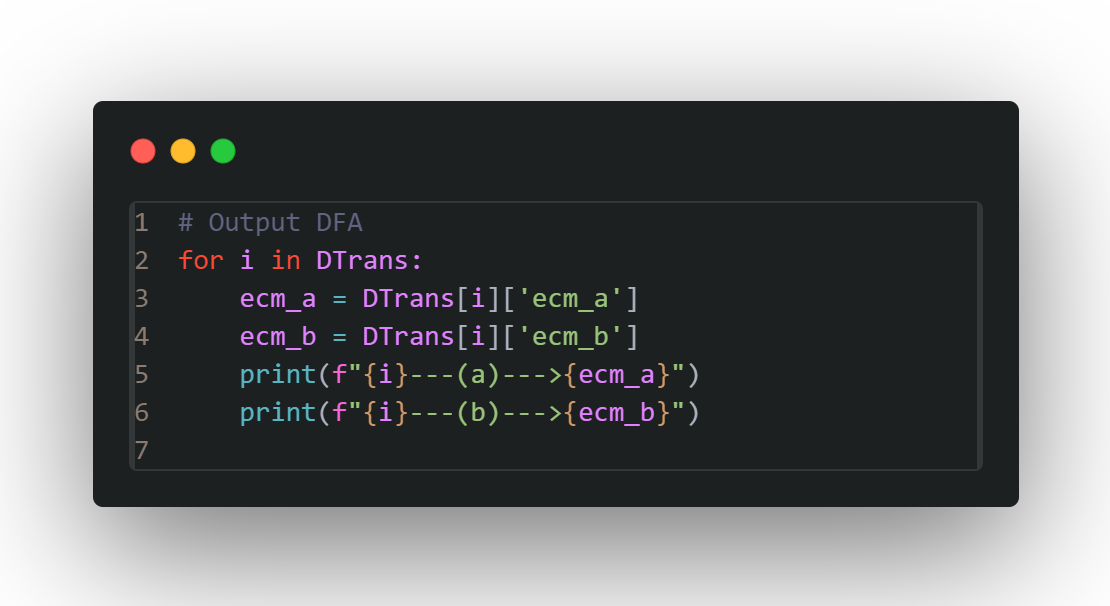 1 # Output DFA
2 for i in DTrans:
3     ecm_a = DTrans[i]['ecm_a']
4     ecm_b = DTrans[i]['ecm_b']
5     print(f"{i}---(a)--->{ecm_a}")
6     print(f"{i}---(b)--->{ecm_b}")
7